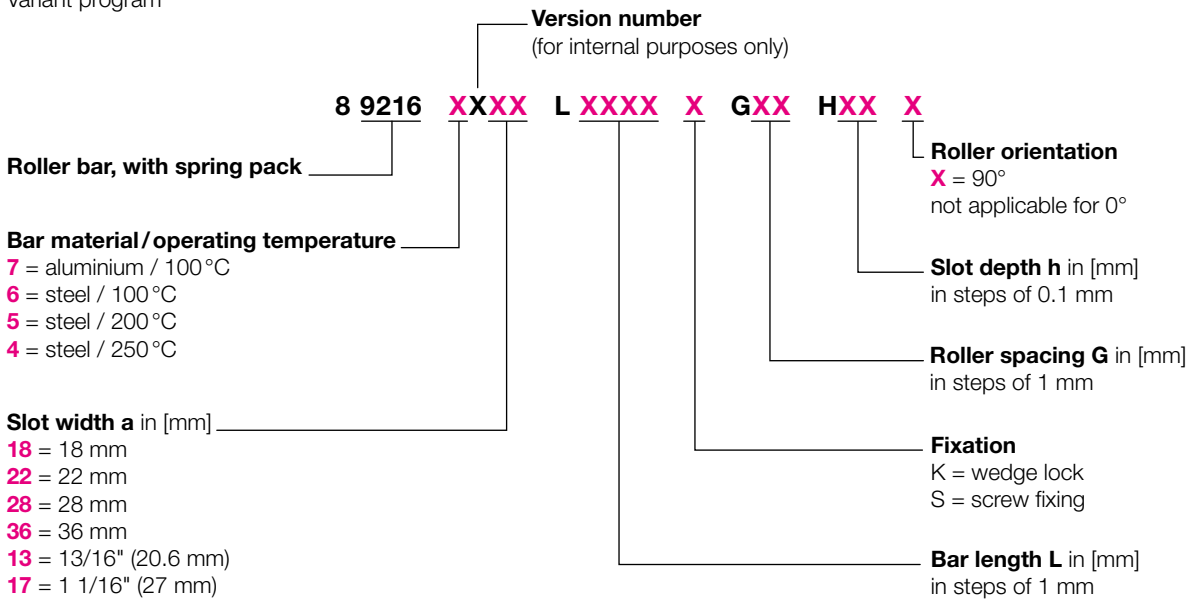 Variant program
Version number
(for internal purposes only)
8 9216 XXXX L XXXX X GXX HXX X
Roller bar, with spring pack
Bar material / operating temperature
7 = aluminium / 100 °C
6 = steel / 100 °C
5 = steel / 200 °C
4 = steel / 250 °C
Slot width a in [mm]
18 = 18 mm
22 = 22 mm
28 = 28 mm
36 = 36 mm
13 = 13/16" (20.6 mm)
17 = 1 1/16" (27 mm)
Roller orientation
X = 90°
not applicable for 0°
Slot depth h in [mm]
in steps of 0.1 mm
Roller spacing G in [mm]
in steps of 1 mm
Fixation
K = wedge lock
S = screw fixing
Bar length L in [mm]
in steps of 1 mm